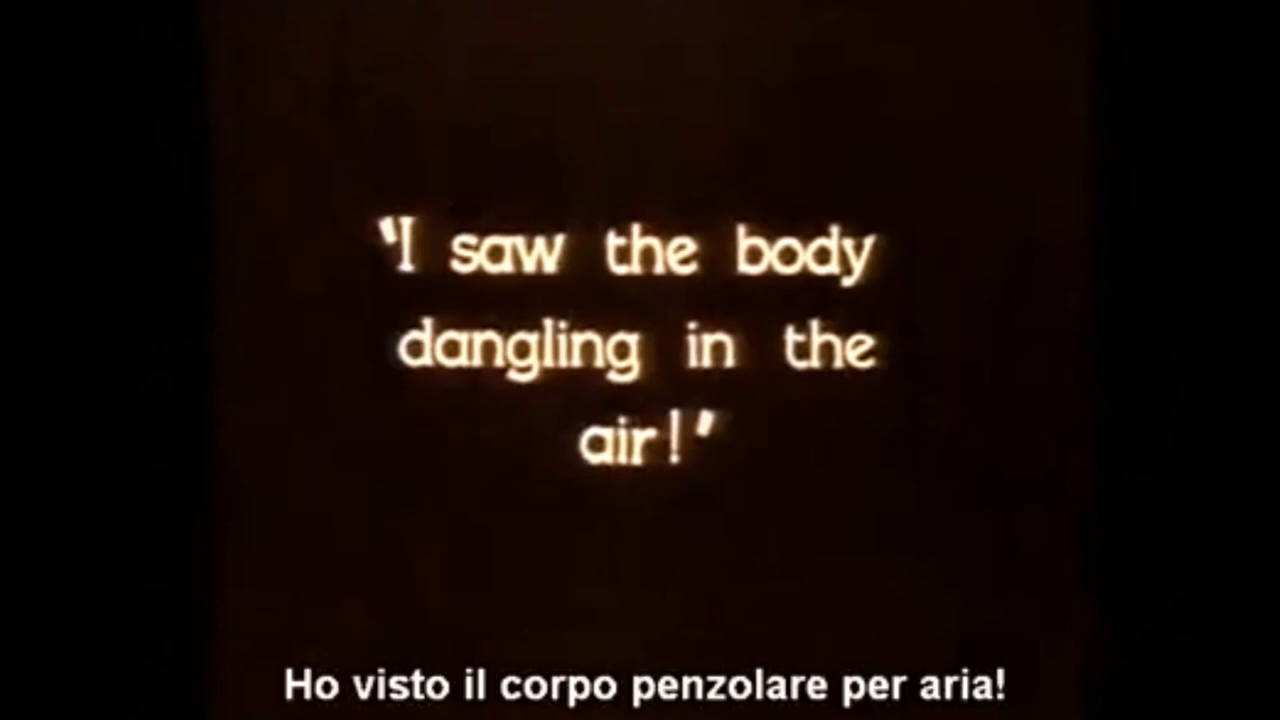 "I saw the body
dangling in the
air!"
Ho visto il corpo penzolare per aria!